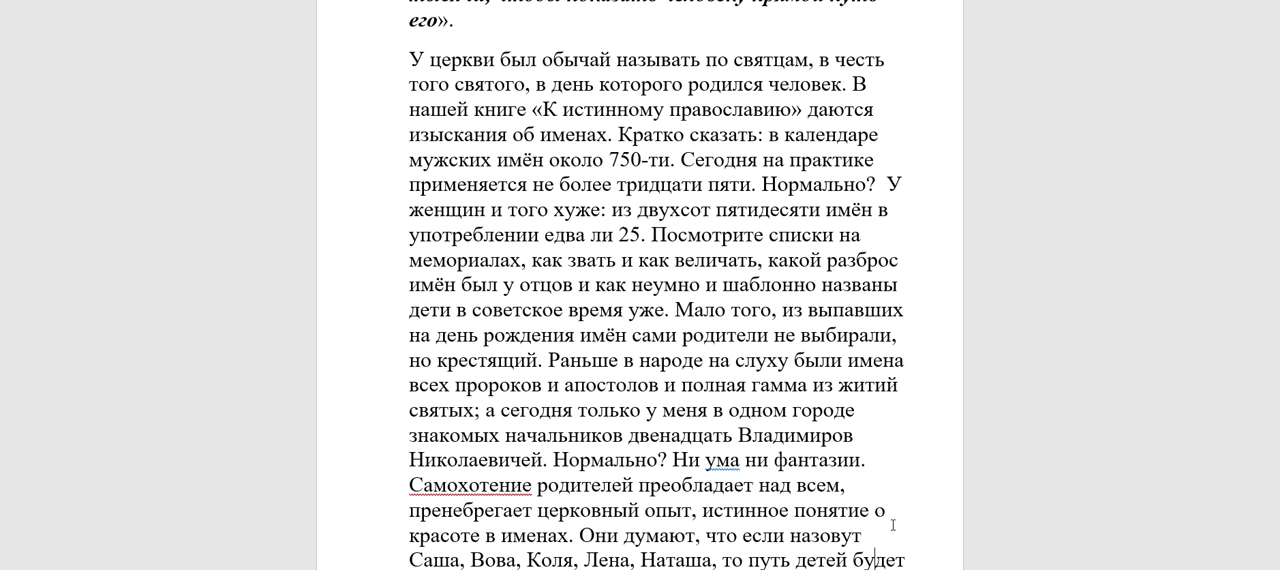 его».
У церкви был обычай называть по святцам, в честь
того святого, в день которого родился человек. В
нашей книге «К истинному православию» даются
изыскания об именах. Кратко сказать: в календаре
мужских имён около 750-ти. Сегодня на практике
применяется не более тридцати пяти. Нормально?  У
женщин и того хуже: из двухсот пятидесяти имён в
употреблении едва ли 25. Посмотрите списки на
мемориалах, как звать и как величать, какой разброс
имён был у отцов и как неумно и шаблонно названы
дети в советское время уже. Мало того, из выпавших
на день рождения имён сами родители не выбирали,
но крестящий. Раньше в народе на слуху были имена
всех пророков и апостолов и полная гамма из житий
святых; а сегодня только у меня в одном городе
знакомых начальников двенадцать Владимиров
Николаевичей. Нормально? Ни ума ни фантазии.
Самохотение родителей преобладает над всем,
пренебрегает церковный опыт, истинное понятие о
красоте в именах. Они думают, что если назовут
Саша, Вова, Коля, Лена, Наташа, то путь детей будет